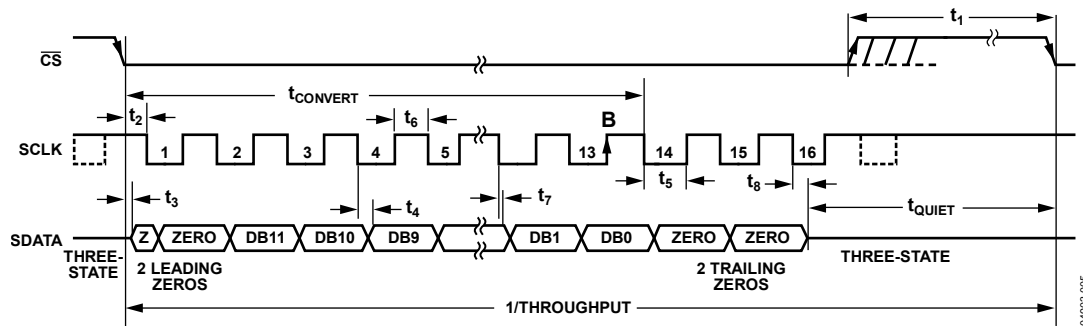 t1
CS
tCONVERT
t2
t6
B
SCLK
1
2
3
4
5
13
14
15
16
t3
t4
t7
t5
t8
tQUIET
SDATA
Z
ZERO
DB11
DB10
DB9
DB1
DB0
ZERO
ZERO
THREE-
STATE
2 LEADING
ZEROS
2 TRAILING
ZEROS
THREE-STATE
1/THROUGHPUT